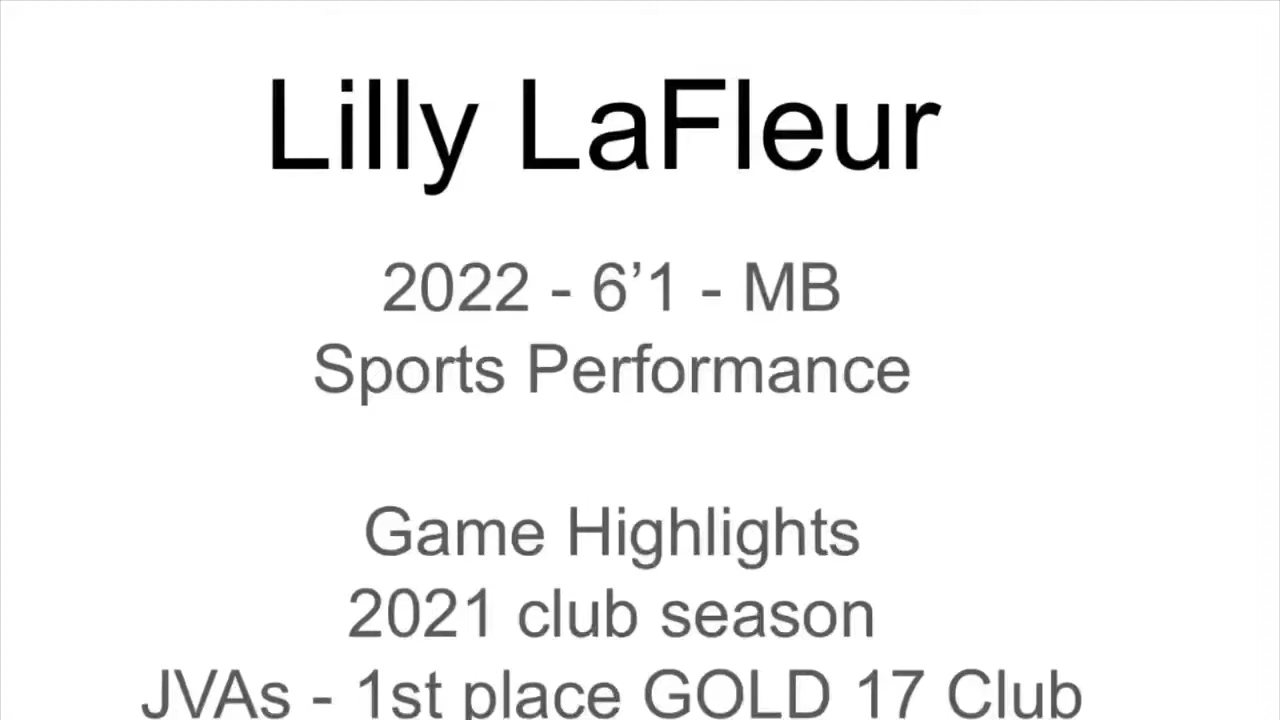 Lilly LaFleur
2022 - 6’1 - MB
Sports Performance
Game Highlights
2021 club season
JVAs - 1st place GOLD 17 Club